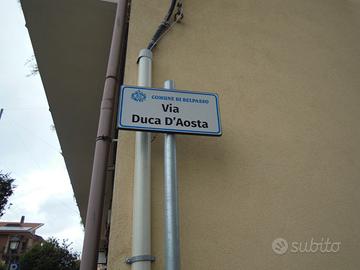 COMUNE DI BELPASSO
Via
Duca D'Aosta
subito